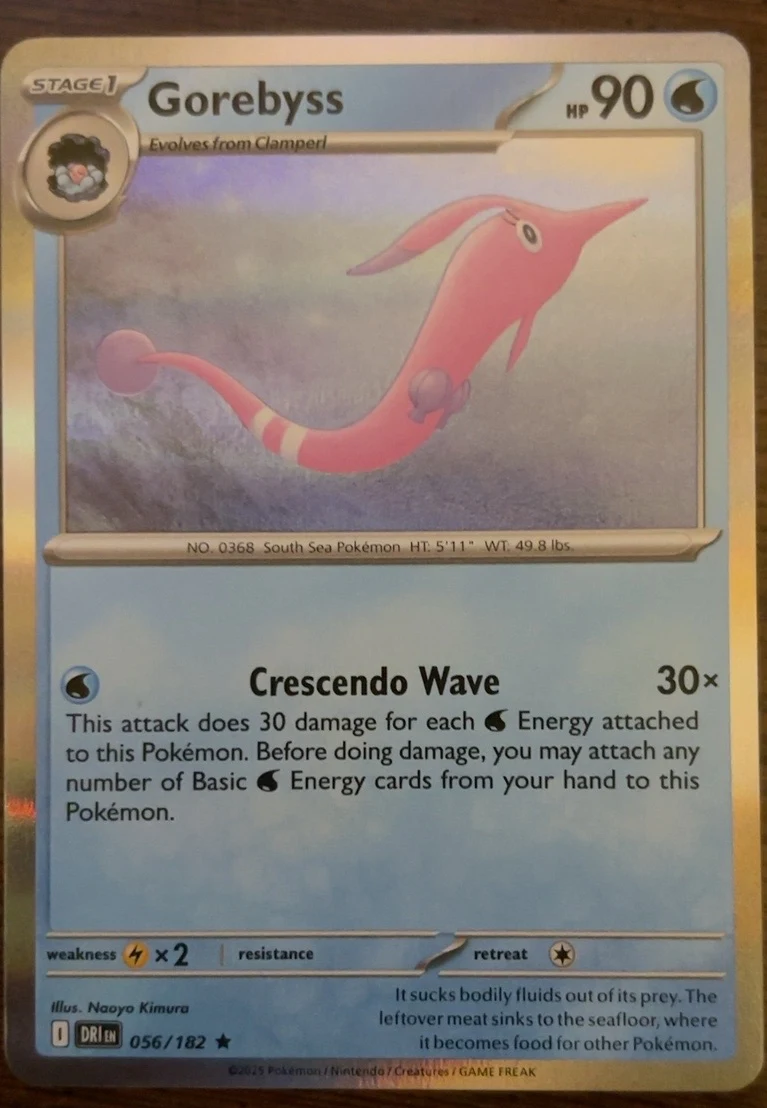 STAGE1
Gorebyss
HP 90
Evolves from Clamperl
NO. 0368 South Sea Pokémon HT: 5'11" WT: 49.8 lbs.
Crescendo Wave 30×
This attack does 30 damage for each Energy attached
to this Pokémon. Before doing damage, you may attach any
number of Basic Energy cards from your hand to this
Pokémon.
weakness ×2 resistance retreat
Illus. Naoyo Kimura
It sucks bodily fluids out of its prey. The
leftover meat sinks to the seafloor, where
it becomes food for other Pokémon.
I DRI EN 056/182 ★
©2025 Pokémon / Nintendo / Creatures / GAME FREAK